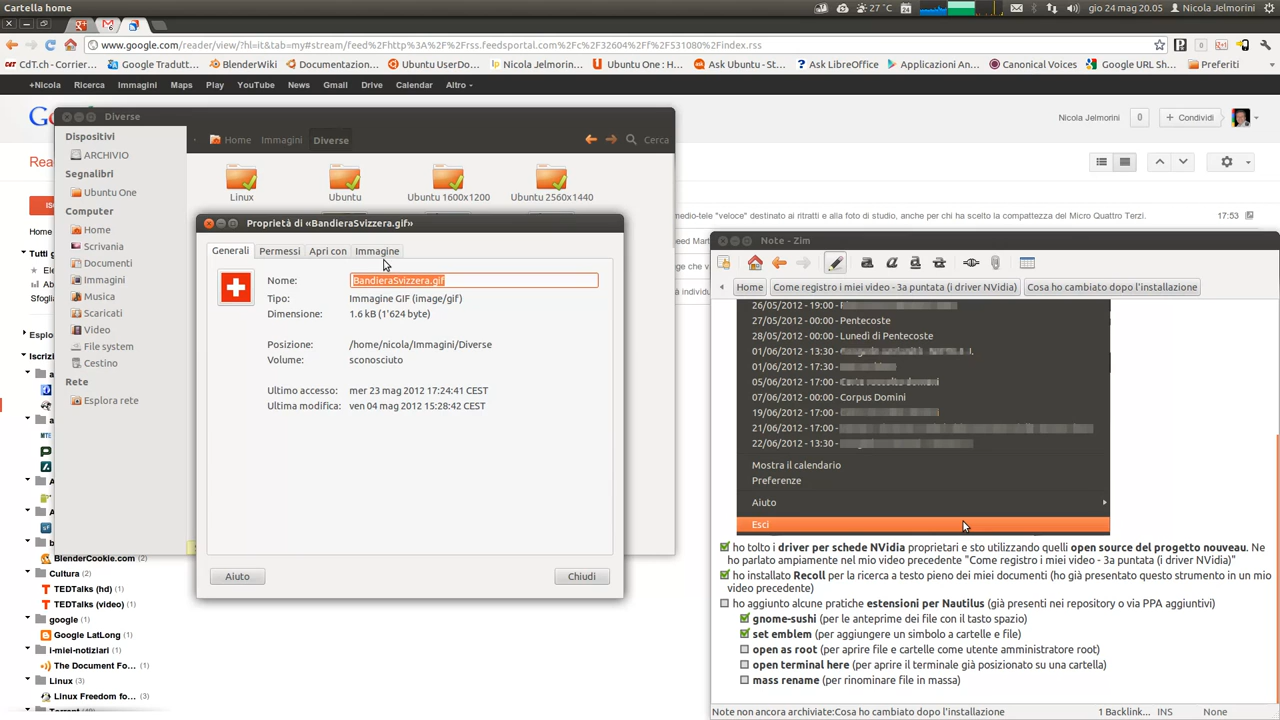 Cartella home
27 °C
gio 24 mag 20.05
Nicola Jelmorini
www.google.com/reader/view/?hl=it&tab=my#stream/feed%2Fhttp%3A%2F%2Frss.feedsportal.com%2Fc%2F32604%2Ff%2F531080%2Findex.rss
CdT.ch - Corrier...
Google Tradutt...
BlenderWiki
Documentazion...
Ubuntu UserDo...
Nicola Jelmorin...
Ubuntu One : H...
Ask Ubuntu - St...
Ask LibreOffice
Applicazioni An...
Canonical Voices
Google URL Sh...
Preferiti
+Nicola
Ricerca
Immagini
Maps
Play
YouTube
News
Gmail
Drive
Calendar
Altro
Nicola Jelmorini
0
+ Condividi
Diverse
Dispositivi
ARCHIVIO
Segnalibri
Ubuntu One
Computer
Home
Scrivania
Documenti
Immagini
Musica
Scaricati
Video
File system
Cestino
Rete
Esplora rete
Home
Immagini
Diverse
Cerca
Linux
Ubuntu
Ubuntu 1600x1200
Ubuntu 2560x1440
medio-tele "veloce" destinato ai ritratti e alla foto di studio, anche per chi ha scelto la compattezza del Micro Quattro Terzi.
17:53
Proprietà di «BandieraSvizzera.gif»
Generali
Permessi
Apri con
Immagine
Nome:
BandieraSvizzera.gif
Tipo:
Immagine GIF (image/gif)
Dimensione:
1.6 kB (1'624 byte)
Posizione:
/home/nicola/Immagini/Diverse
Volume:
sconosciuto
Ultimo accesso:
mer 23 mag 2012 17:24:41 CEST
Ultima modifica:
ven 04 mag 2012 15:28:42 CEST
Aiuto
Chiudi
Home
Tutti g
BlenderCookie.com (2)
Cultura (2)
TEDTalks (hd) (1)
TEDTalks (video) (1)
google
Google LatLong (1)
i-miei-notiziari (1)
The Document Fo... (1)
Linux (3)
Linux Freedom fo... (3)
Note - Zim
Home
Come registro i miei video - 3a puntata (i driver NVidia)
Cosa ho cambiato dopo l'installazione
26/05/2012 - 19:00 -
27/05/2012 - 00:00 - Pentecoste
28/05/2012 - 00:00 - Lunedì di Pentecoste
01/06/2012 - 13:30 -
01/06/2012 - 17:30 -
05/06/2012 - 17:00 -
07/06/2012 - 00:00 - Corpus Domini
19/06/2012 - 17:00 -
21/06/2012 - 17:00 -
22/06/2012 - 13:30 -
Mostra il calendario
Preferenze
Aiuto
Esci
ho tolto i driver per schede NVidia proprietari e sto utilizzando quelli open source del progetto nouveau. Ne
ho parlato ampiamente nel mio video precedente "Come registro i miei video - 3a puntata (i driver NVidia)"
ho installato Recoll per la ricerca a testo pieno dei miei documenti (ho già presentato questo strumento in un mio
video precedente)
ho aggiunto alcune pratiche estensioni per Nautilus (già presenti nei repository o via PPA aggiuntivi)
gnome-sushi (per le anteprime dei file con il tasto spazio)
set emblem (per aggiungere un simbolo a cartelle e file)
open as root (per aprire file e cartelle come utente amministratore root)
open terminal here (per aprire il terminale già posizionato su una cartella)
mass rename (per rinominare file in massa)
Note non ancora archiviate:Cosa ho cambiato dopo l'installazione
1 Backlink...
INS
None